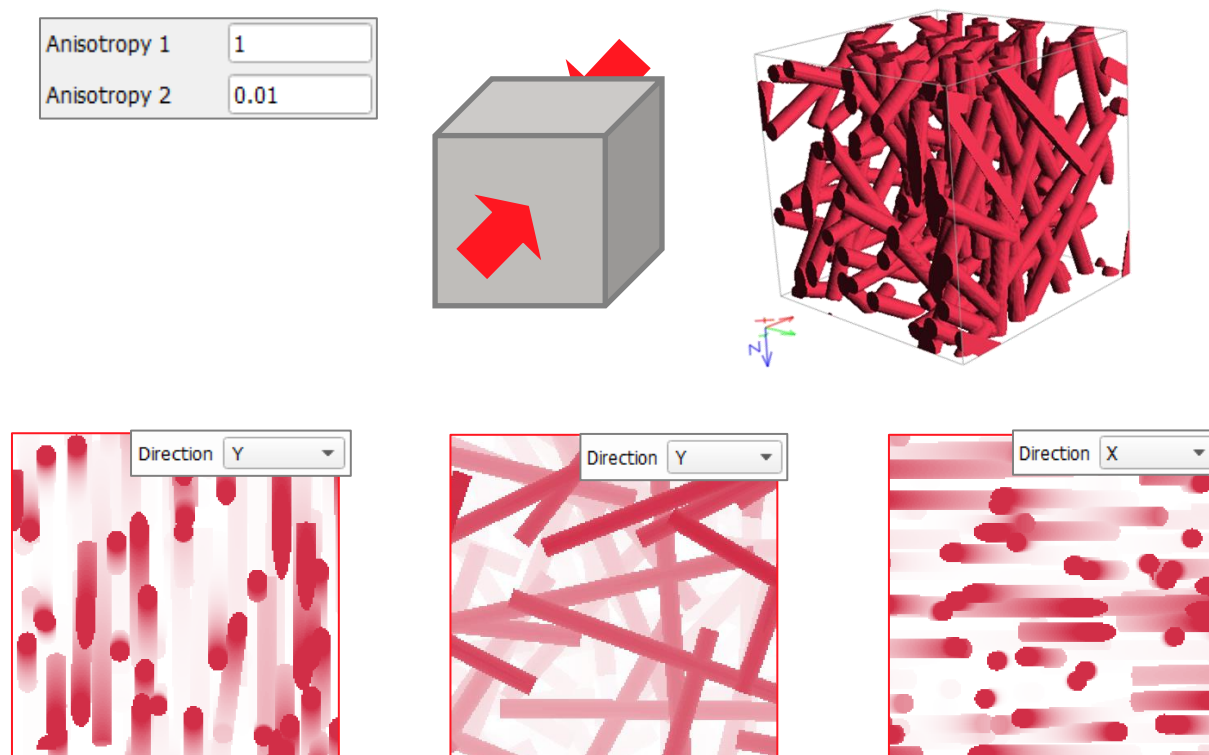 Anisotropy 1 1
Anisotropy 2 0.01
Z
Direction Y
Direction Y
Direction X